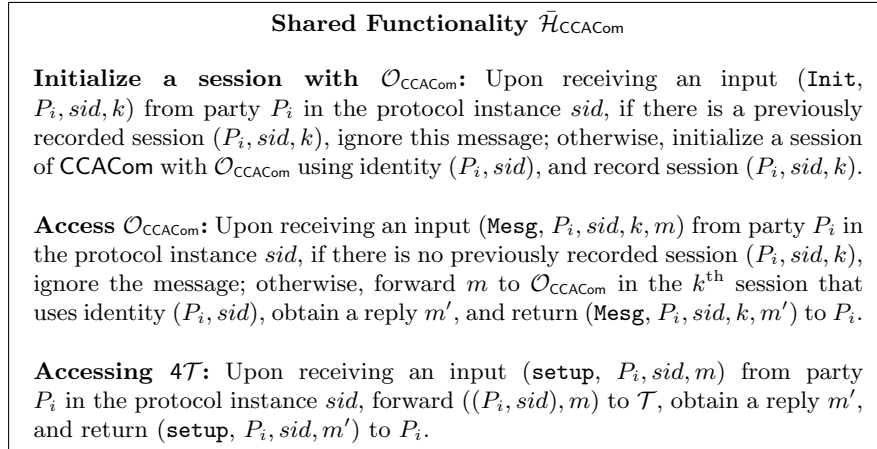 Shared Functionality H̄CCACom
Initialize a session with 𝒪CCACom: Upon receiving an input (Init,
Pi, sid, k) from party Pi in the protocol instance sid, if there is a previously
recorded session (Pi, sid, k), ignore this message; otherwise, initialize a session
of CCACom with 𝒪CCACom using identity (Pi, sid), and record session (Pi, sid, k).
Access 𝒪CCACom: Upon receiving an input (Mesg, Pi, sid, k, m) from party Pi in
the protocol instance sid, if there is no previously recorded session (Pi, sid, k),
ignore the message; otherwise, forward m to 𝒪CCACom in the kth session that
uses identity (Pi, sid), obtain a reply m′, and return (Mesg, Pi, sid, k, m′) to Pi.
Accessing 4𝒯: Upon receiving an input (setup, Pi, sid, m) from party
Pi in the protocol instance sid, forward ((Pi, sid), m) to 𝒯, obtain a reply m′,
and return (setup, Pi, sid, m′) to Pi.